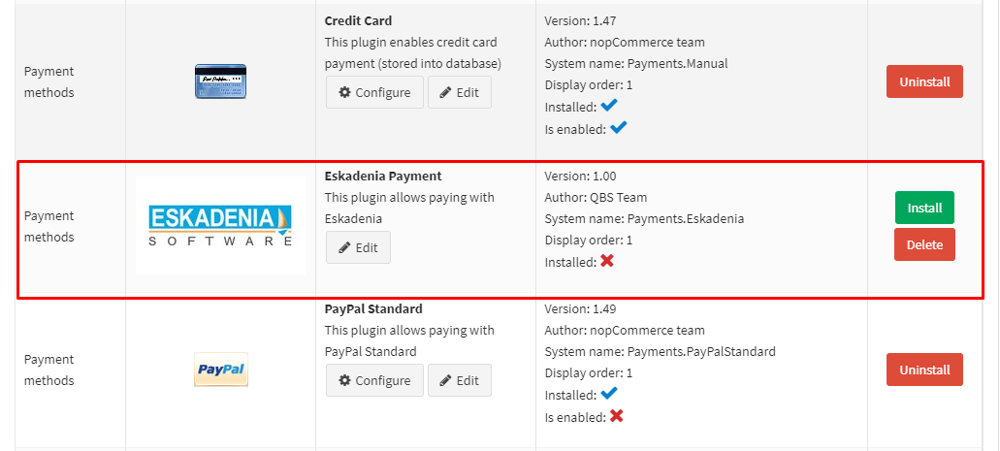 Payment
methods
Credit Card
This plugin enables credit card
payment (stored into database)
Configure
Edit
Version: 1.47
Author: nopCommerce team
System name: Payments.Manual
Display order: 1
Installed:
Is enabled:
Uninstall
Payment
methods
ESKADENIA
SOFTWARE
Eskadenia Payment
This plugin allows paying with
Eskadenia
Edit
Version: 1.00
Author: QBS Team
System name: Payments.Eskadenia
Display order: 1
Installed:
Install
Delete
Payment
methods
PayPal
PayPal Standard
This plugin allows paying with
PayPal Standard
Configure
Edit
Version: 1.49
Author: nopCommerce team
System name: Payments.PayPalStandard
Display order: 1
Installed:
Is enabled:
Uninstall